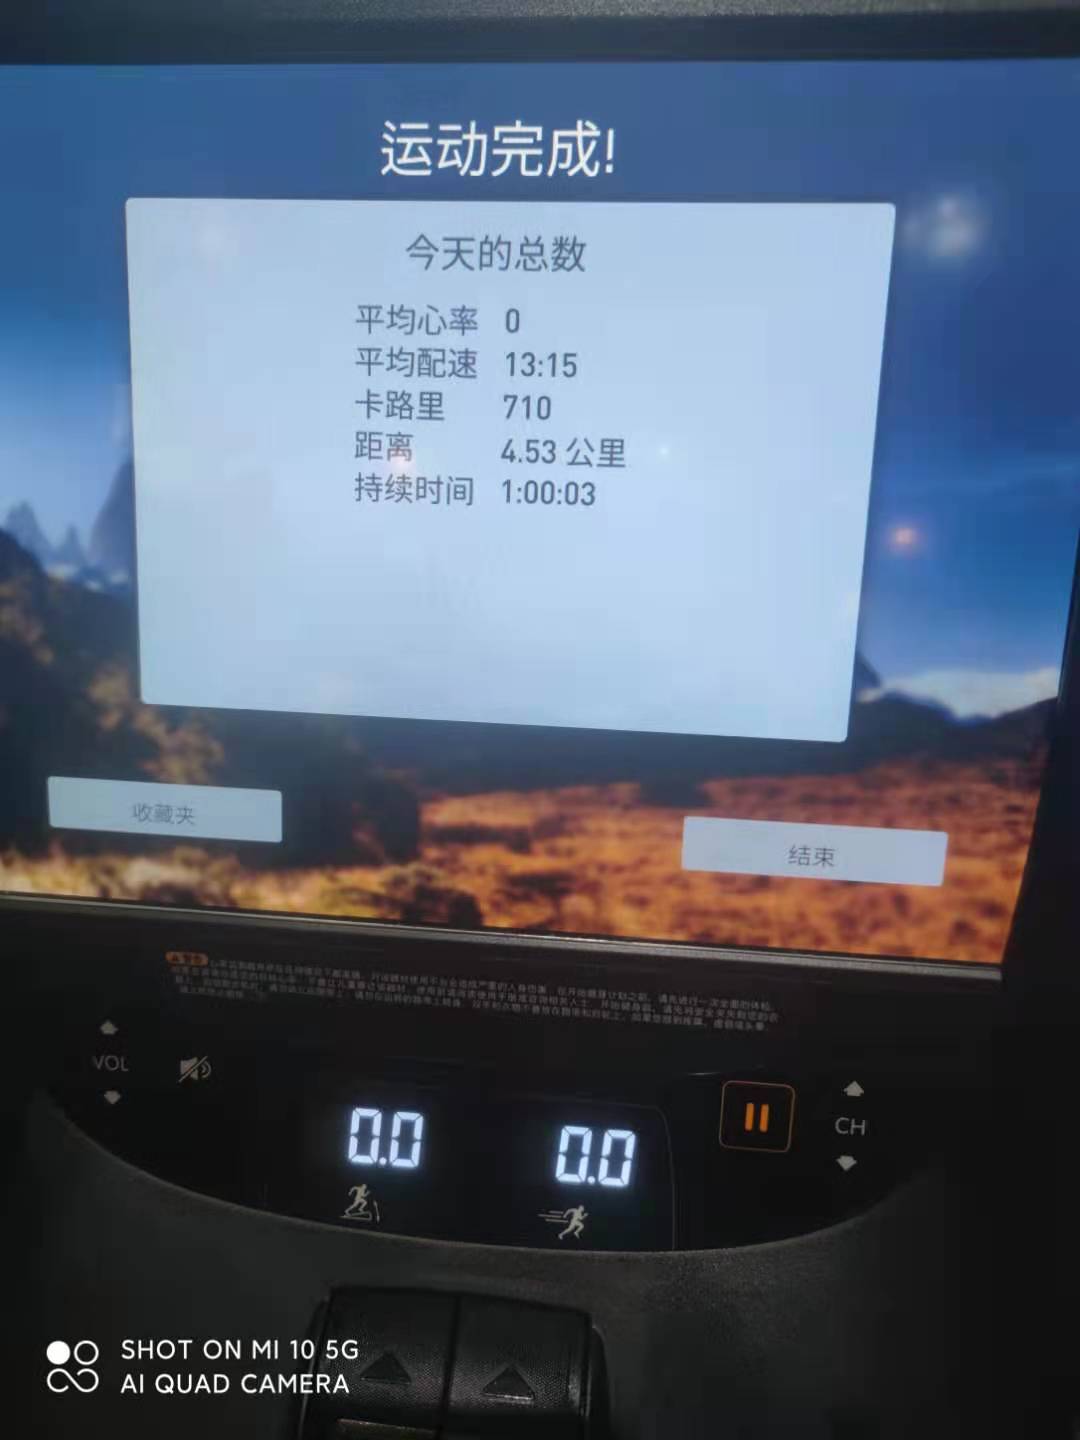 运动完成!
今天的总数
平均心率 0
平均配速 13:15
卡路里 710
距离 4.53 公里
持续时间 1:00:03
收藏夹
结束
VOL
0.0
0.0
CH
SHOT ON MI 10 5G
AI QUAD CAMERA